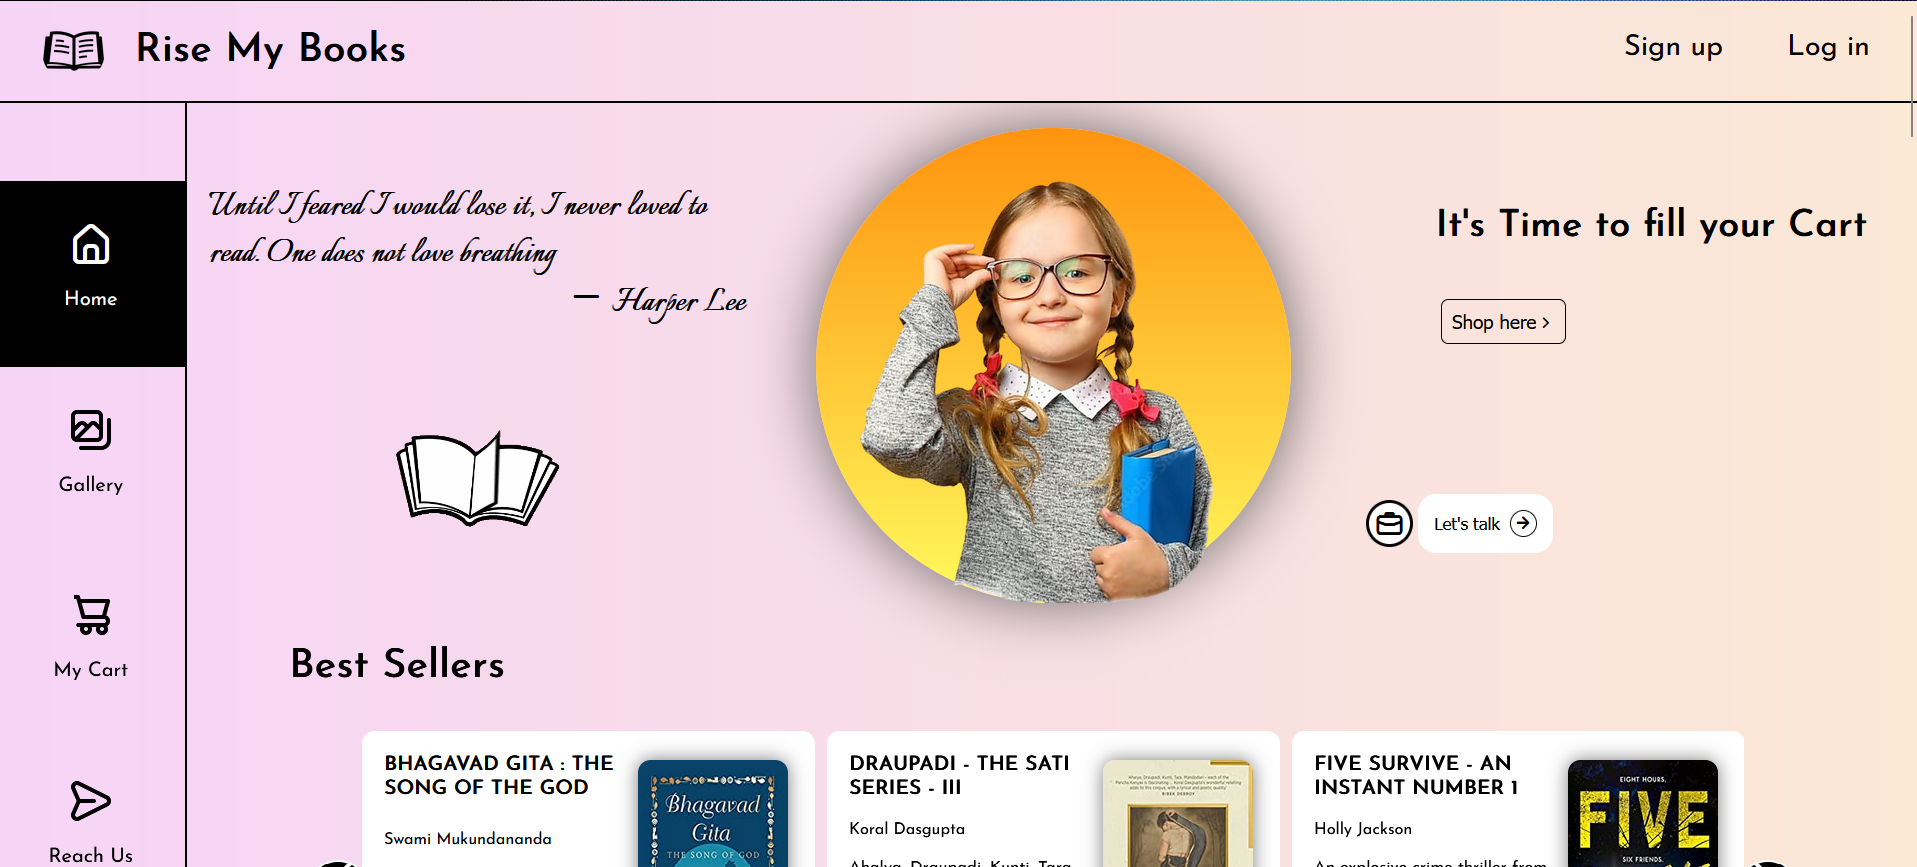 Rise My Books
Sign up
Log in
Home
Gallery
My Cart
Reach Us
Until I feared I would lose it, I never loved to
read. One does not love breathing
— Harper Lee
It's Time to fill your Cart
Shop here >
Let's talk
Best Sellers
BHAGAVAD GITA : THE
SONG OF THE GOD
Swami Mukundananda
Bhagavad
Gita
THE SONG OF GOD
DRAUPADI - THE SATI
SERIES - III
Koral Dasgupta
Ahalya, Draupadi, Kunti, Tara,
BIBEK DEBROY
FIVE SURVIVE - AN
INSTANT NUMBER 1
Holly Jackson
An explosive crime thriller from
EIGHT HOURS.
FIVE
SIX FRIENDS.